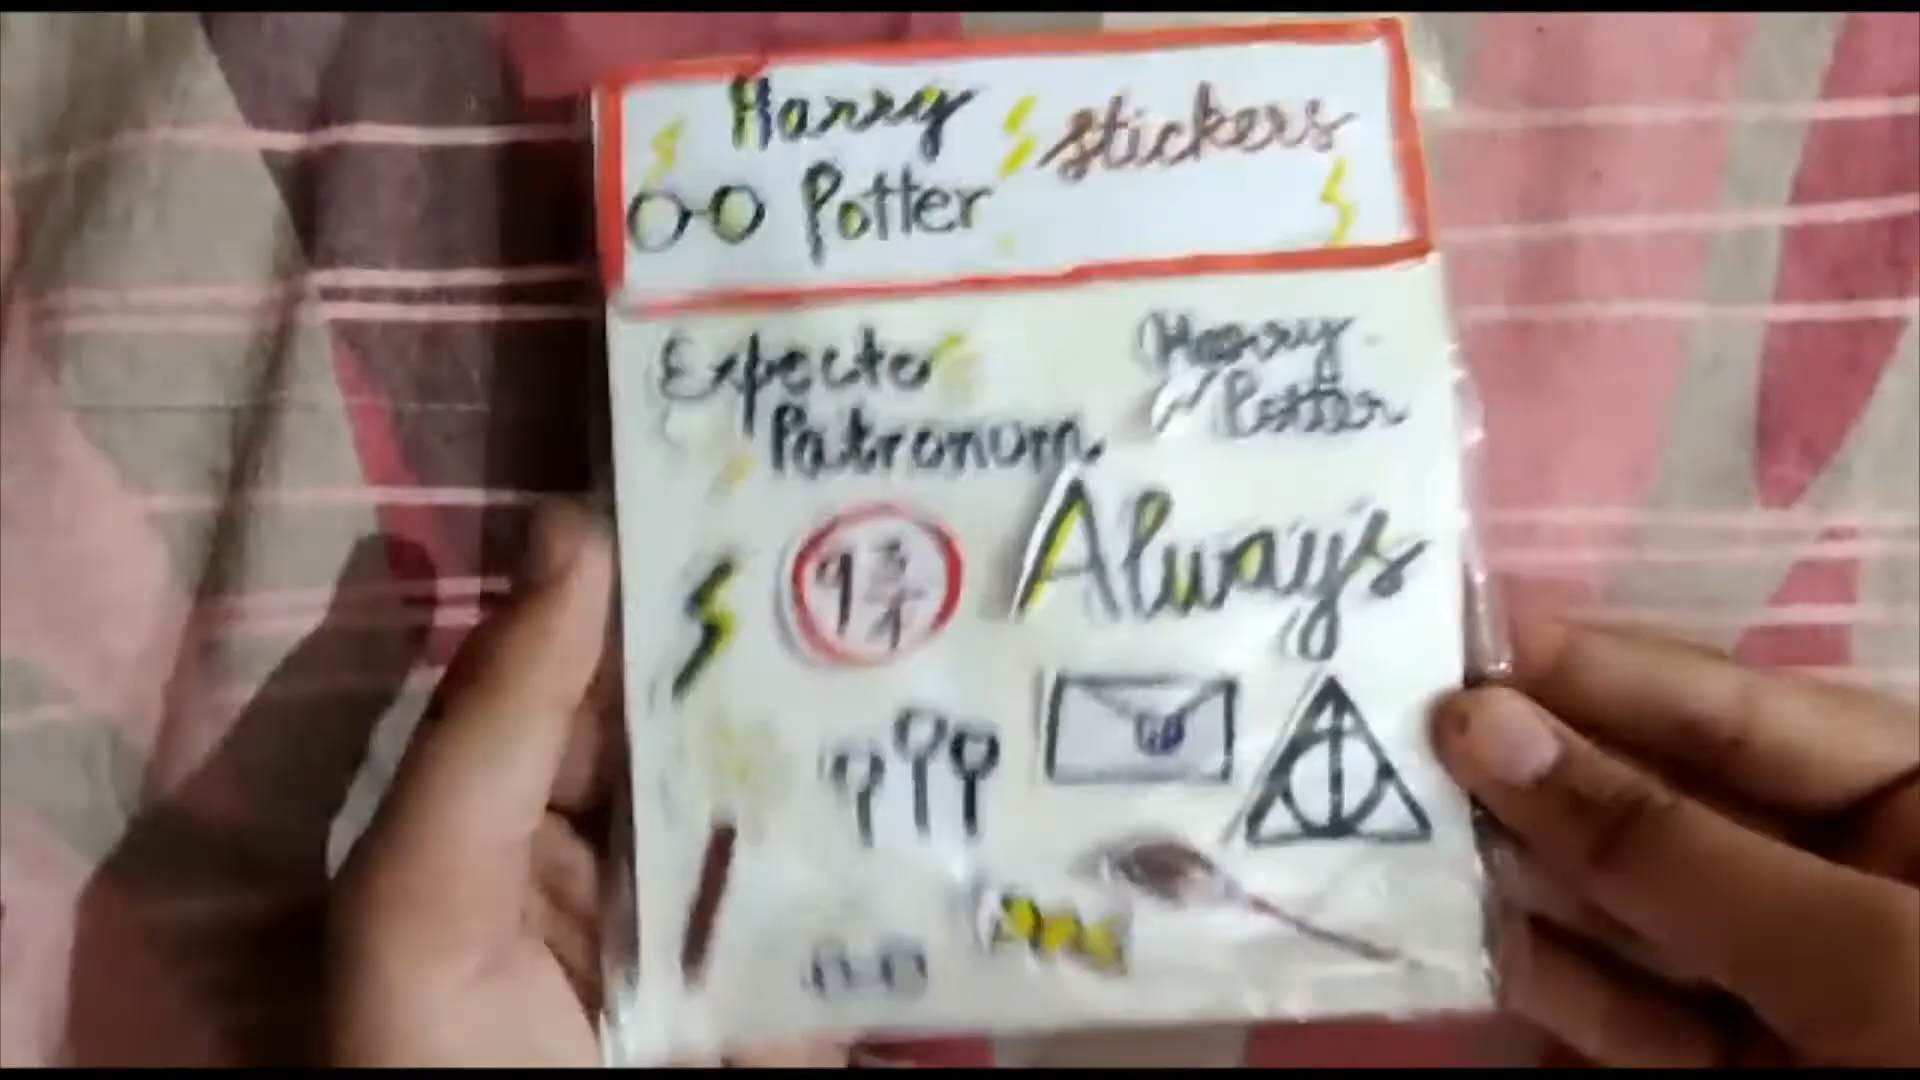 Harry
Potter
stickers
Expecto
Patronum
Harry
Potter
9 3/4
Always